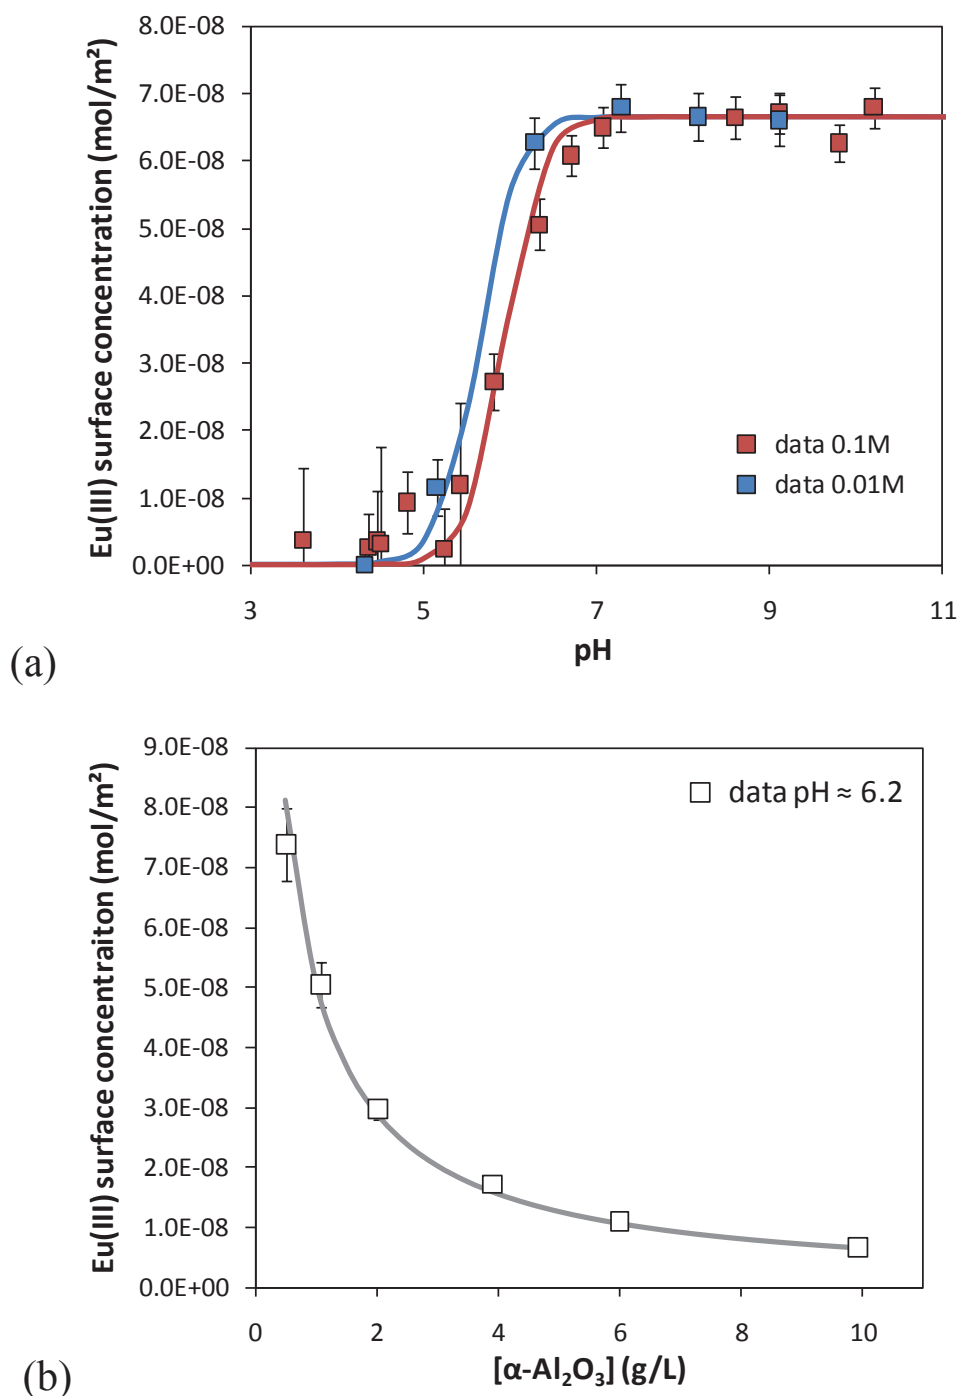 8.0E-08
7.0E-08
6.0E-08
5.0E-08
4.0E-08
3.0E-08
2.0E-08
1.0E-08
0.0E+00
Eu(III) surface concentration (mol/m²)
data 0.1M
data 0.01M
3 5 7 9 11
pH
(a)
9.0E-08
8.0E-08
7.0E-08
6.0E-08
5.0E-08
4.0E-08
3.0E-08
2.0E-08
1.0E-08
0.0E+00
Eu(III) surface concentraiton (mol/m²)
data pH ≈ 6.2
0 2 4 6 8 10
[α-Al₂O₃] (g/L)
(b)